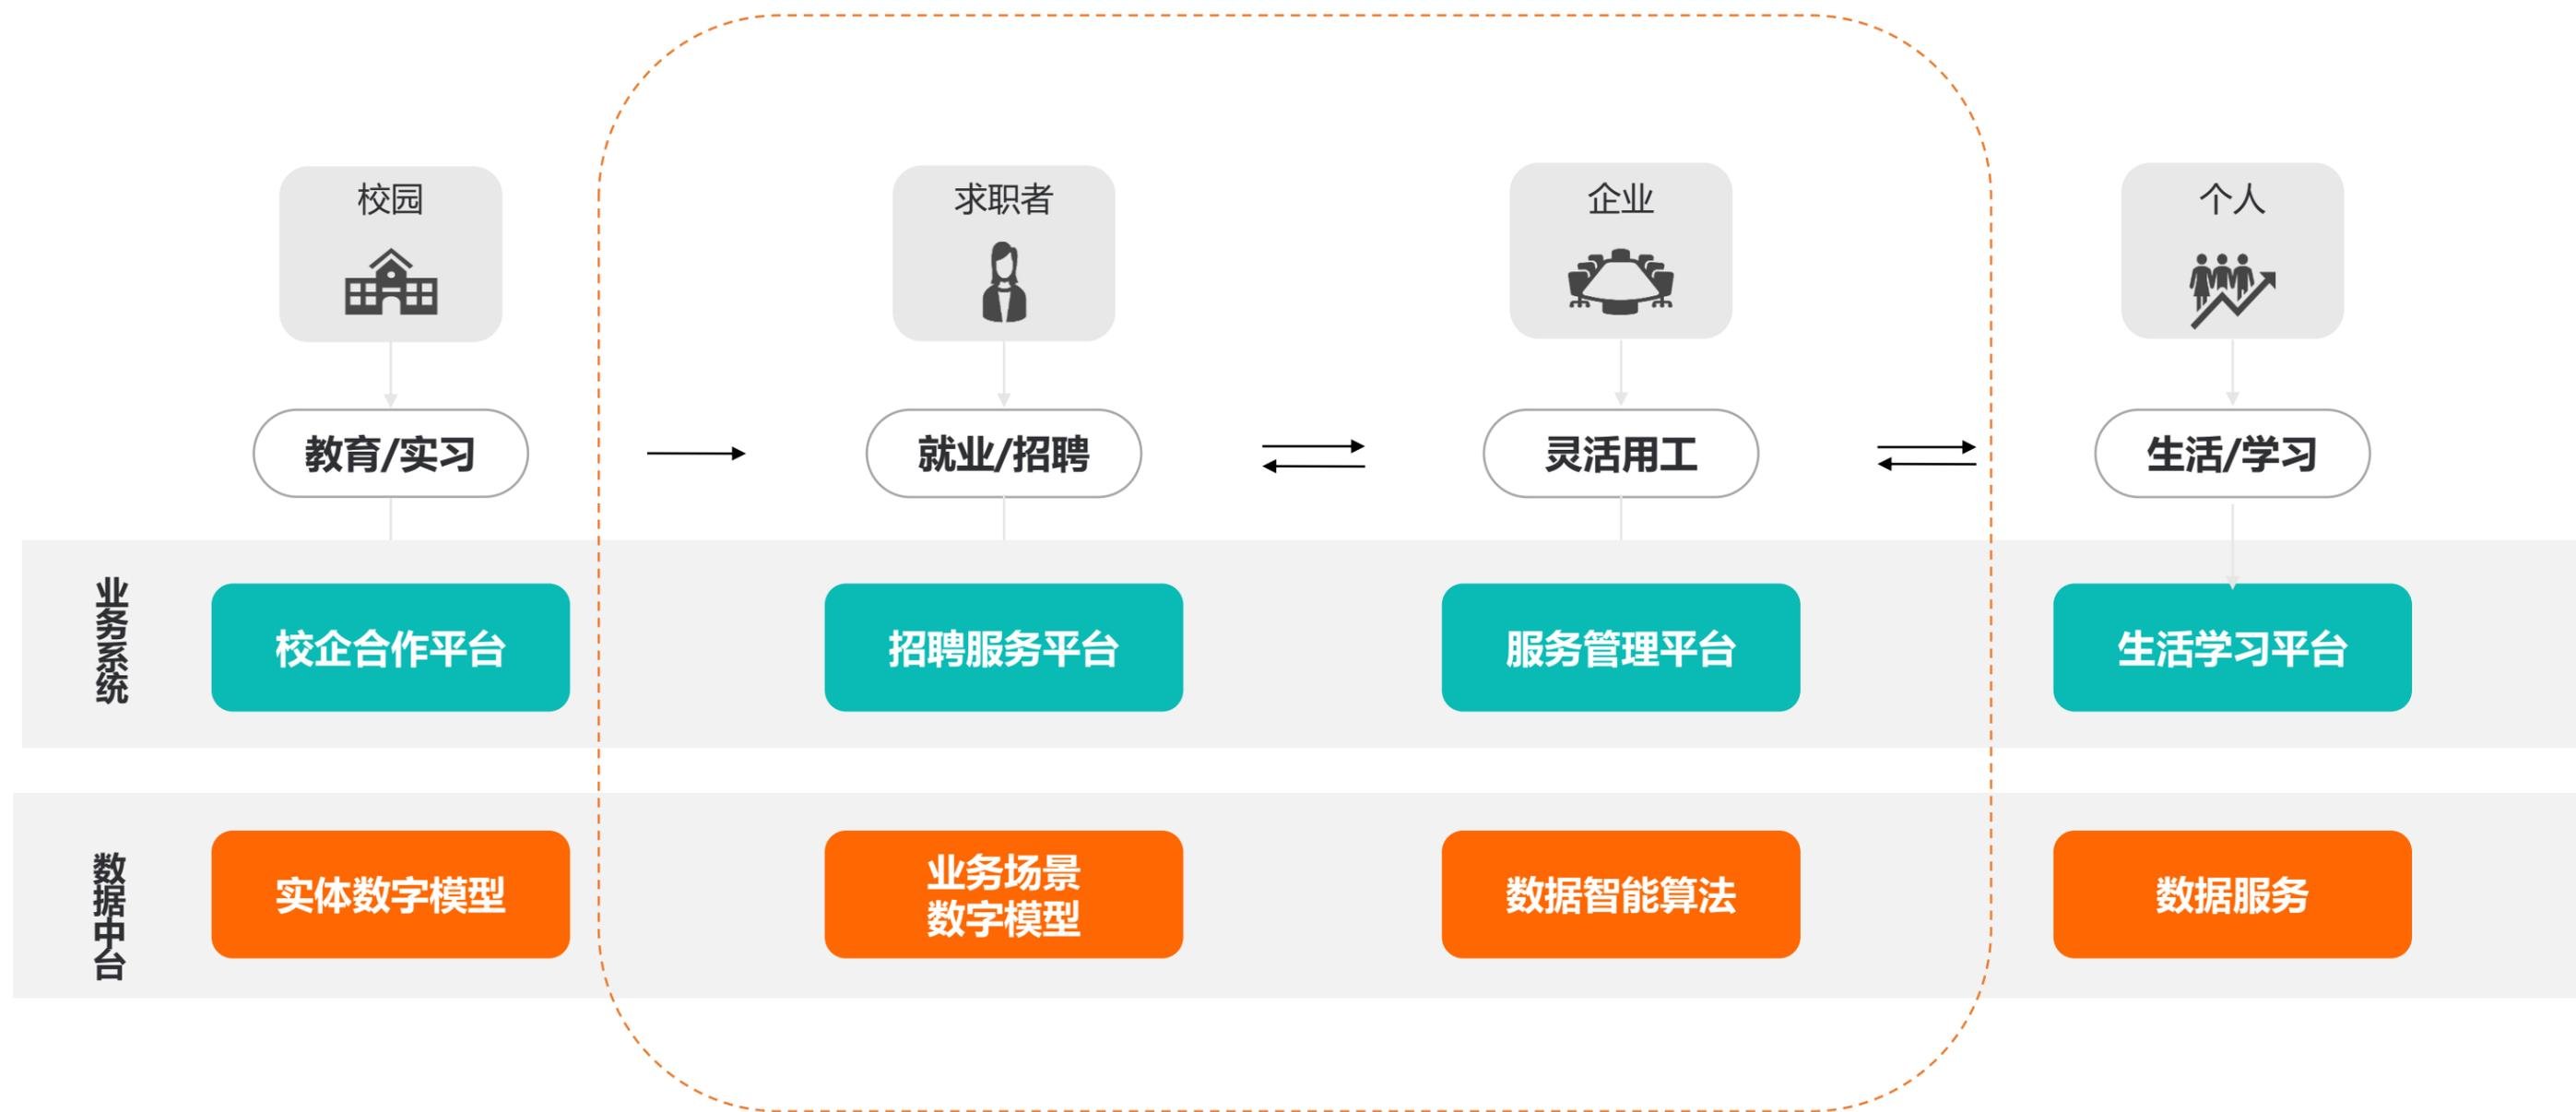 校园
求职者
企业
个人
教育/实习
就业/招聘
灵活用工
生活/学习
业务系统
校企合作平台
招聘服务平台
服务管理平台
生活学习平台
数据中台
实体数字模型
业务场景
数字模型
数据智能算法
数据服务